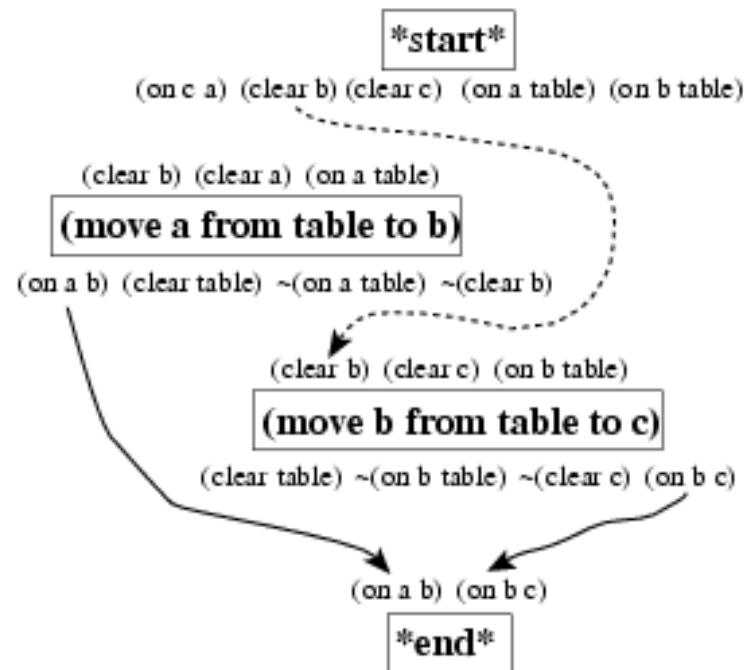 *start*
(on c a) (clear b) (clear c) (on a table) (on b table)
(clear b) (clear a) (on a table)
(move a from table to b)
(on a b) (clear table) ~(on a table) ~(clear b)
(clear b) (clear c) (on b table)
(move b from table to c)
(clear table) ~(on b table) ~(clear c) (on b c)
(on a b) (on b c)
*end*